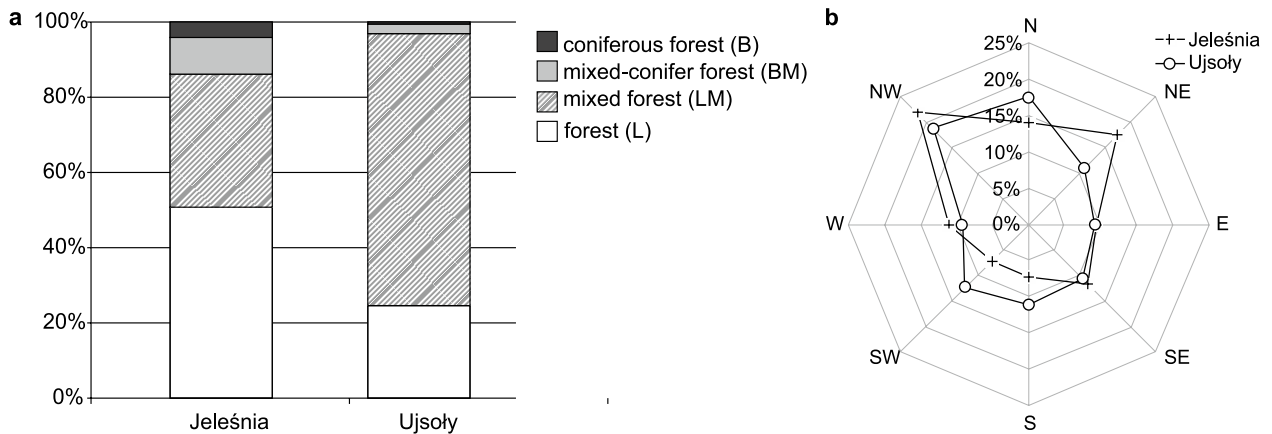 a
100%
80%
60%
40%
20%
0%
Jeleśnia
Ujsoły
coniferous forest (B)
mixed-conifer forest (BM)
mixed forest (LM)
forest (L)
b
N
NE
E
SE
S
SW
W
NW
25%
20%
15%
10%
5%
0%
Jeleśnia
Ujsoły